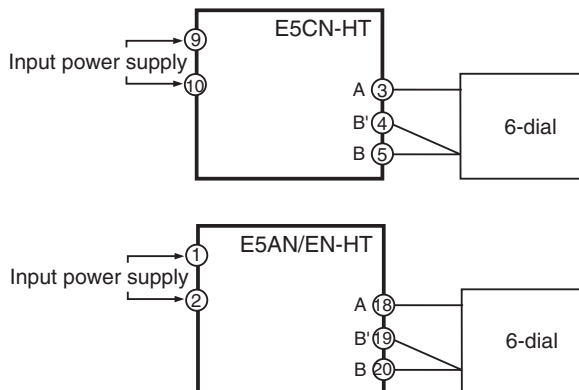 E5CN-HT
9
Input power supply
10
A 3
B' 4
B 5
6-dial
E5AN/EN-HT
1
Input power supply
2
A 18
B' 19
B 20
6-dial